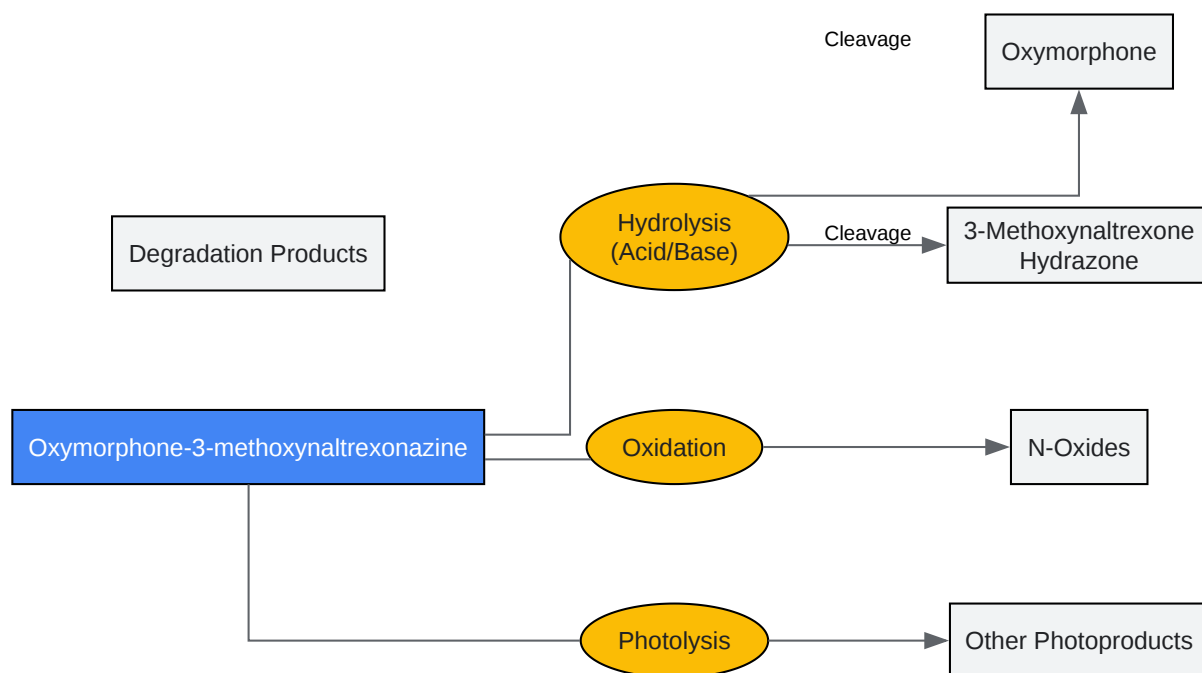 Cleavage
Oxymorphone
Hydrolysis
(Acid/Base)
Cleavage
3-Methoxynaltrexone
Hydrazone
Degradation Products
Oxymorphone-3-methoxynaltrexonazine
Oxidation
N-Oxides
Photolysis
Other Photoproducts